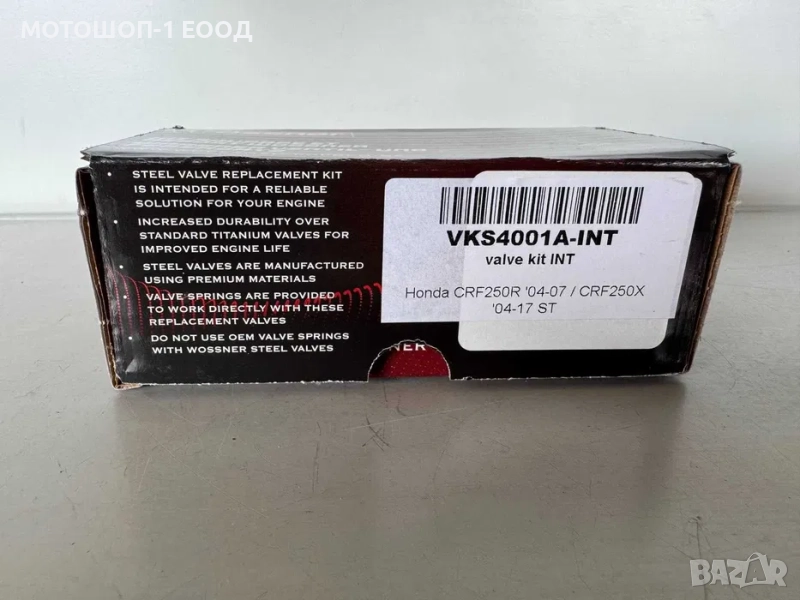 МОТОШОП-1 ЕООД
• STEEL VALVE REPLACEMENT KIT
IS INTENDED FOR A RELIABLE
SOLUTION FOR YOUR ENGINE
• INCREASED DURABILITY OVER
STANDARD TITANIUM VALVES FOR
IMPROVED ENGINE LIFE
• STEEL VALVES ARE MANUFACTURED
USING PREMIUM MATERIALS
• VALVE SPRINGS ARE PROVIDED
TO WORK DIRECTLY WITH THESE
REPLACEMENT VALVES
• DO NOT USE OEM VALVE SPRINGS
WITH WOSSNER STEEL VALVES
VKS4001A-INT
valve kit INT
Honda CRF250R '04-07 / CRF250X
'04-17 ST
NER
BAZAR